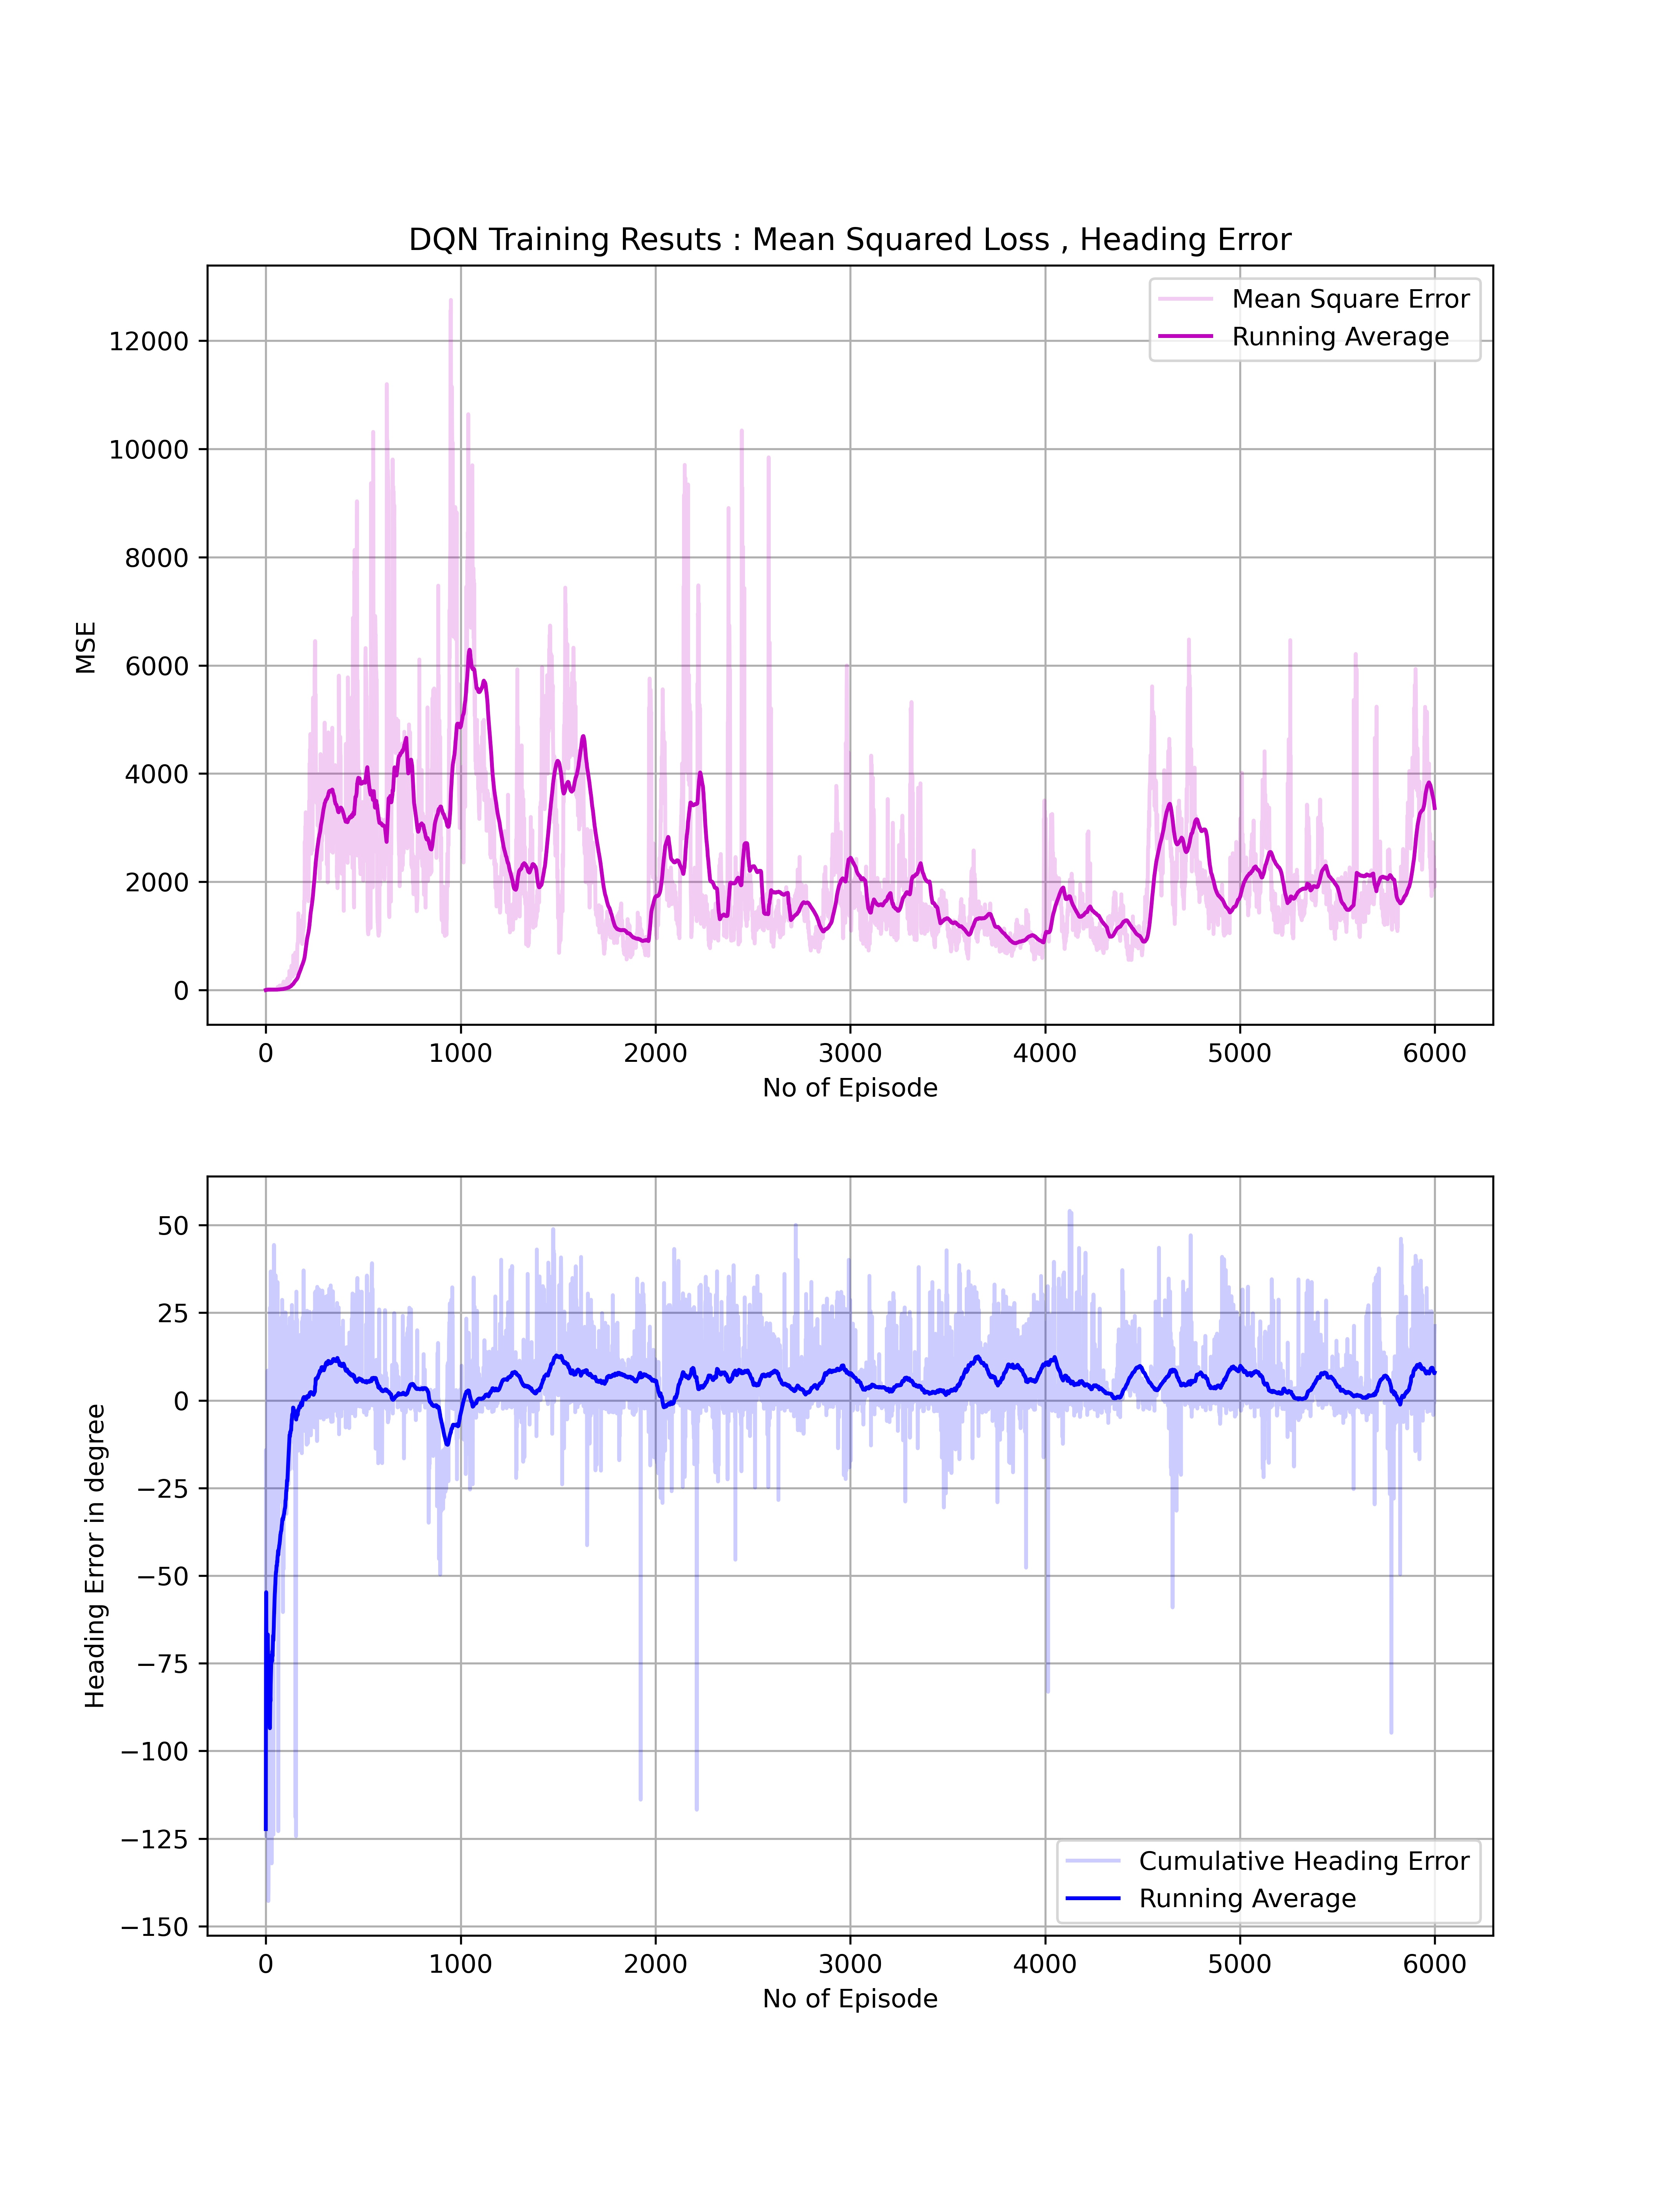 DQN Training Resuts : Mean Squared Loss , Heading Error
Mean Square Error
Running Average
MSE
12000
10000
8000
6000
4000
2000
0
0 1000 2000 3000 4000 5000 6000
No of Episode
Heading Error in degree
50
25
0
−25
−50
−75
−100
−125
−150
Cumulative Heading Error
Running Average
0 1000 2000 3000 4000 5000 6000
No of Episode